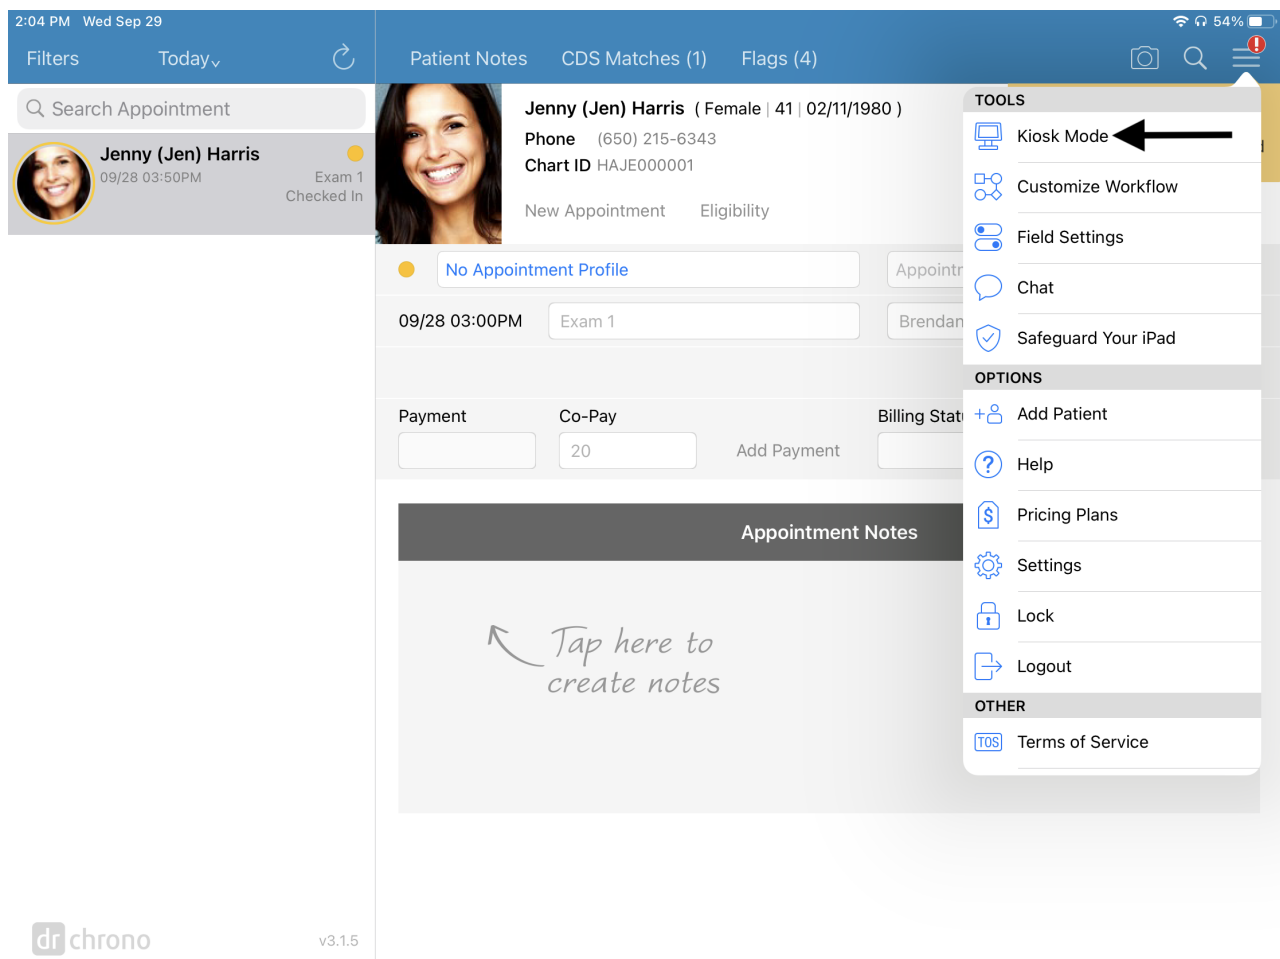 2:04 PM Wed Sep 29
54%
Filters Today
Patient Notes CDS Matches (1) Flags (4)
Search Appointment
Jenny (Jen) Harris
09/28 03:50PM
Exam 1
Checked In
Jenny (Jen) Harris ( Female | 41 | 02/11/1980 )
Phone (650) 215-6343
Chart ID HAJE000001
New Appointment Eligibility
No Appointment Profile
09/28 03:00PM Exam 1 Brendan
Payment Co-Pay
20 Add Payment
Appointment Notes
Tap here to
create notes
TOOLS
Kiosk Mode
Customize Workflow
Field Settings
Chat
Safeguard Your iPad
OPTIONS
Add Patient
Help
Pricing Plans
Settings
Lock
Logout
OTHER
TOS Terms of Service
drchrono
v3.1.5